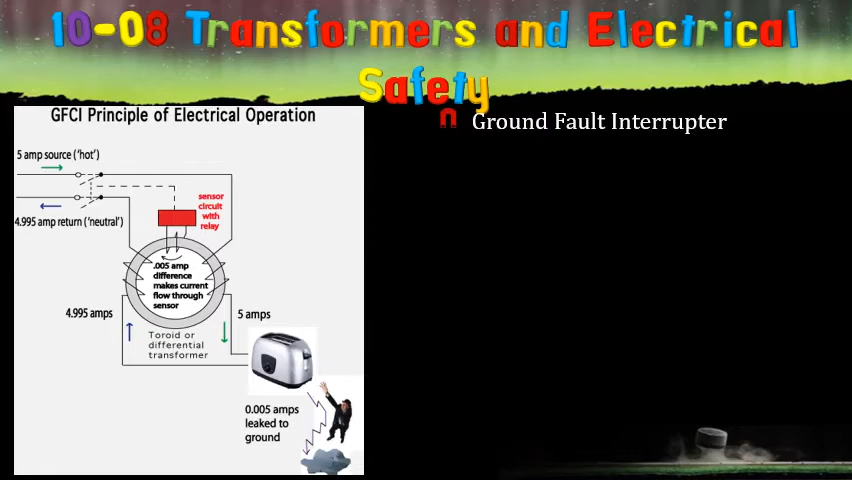 10-08 Transformers and Electrical
Safety
GFCI Principle of Electrical Operation
5 amp source ('hot')
4.995 amp return ('neutral')
sensor
circuit
with
relay
.005 amp
difference
makes current
flow through
sensor
4.995 amps
5 amps
Toroid or
differential
transformer
0.005 amps
leaked to
ground
Ground Fault Interrupter